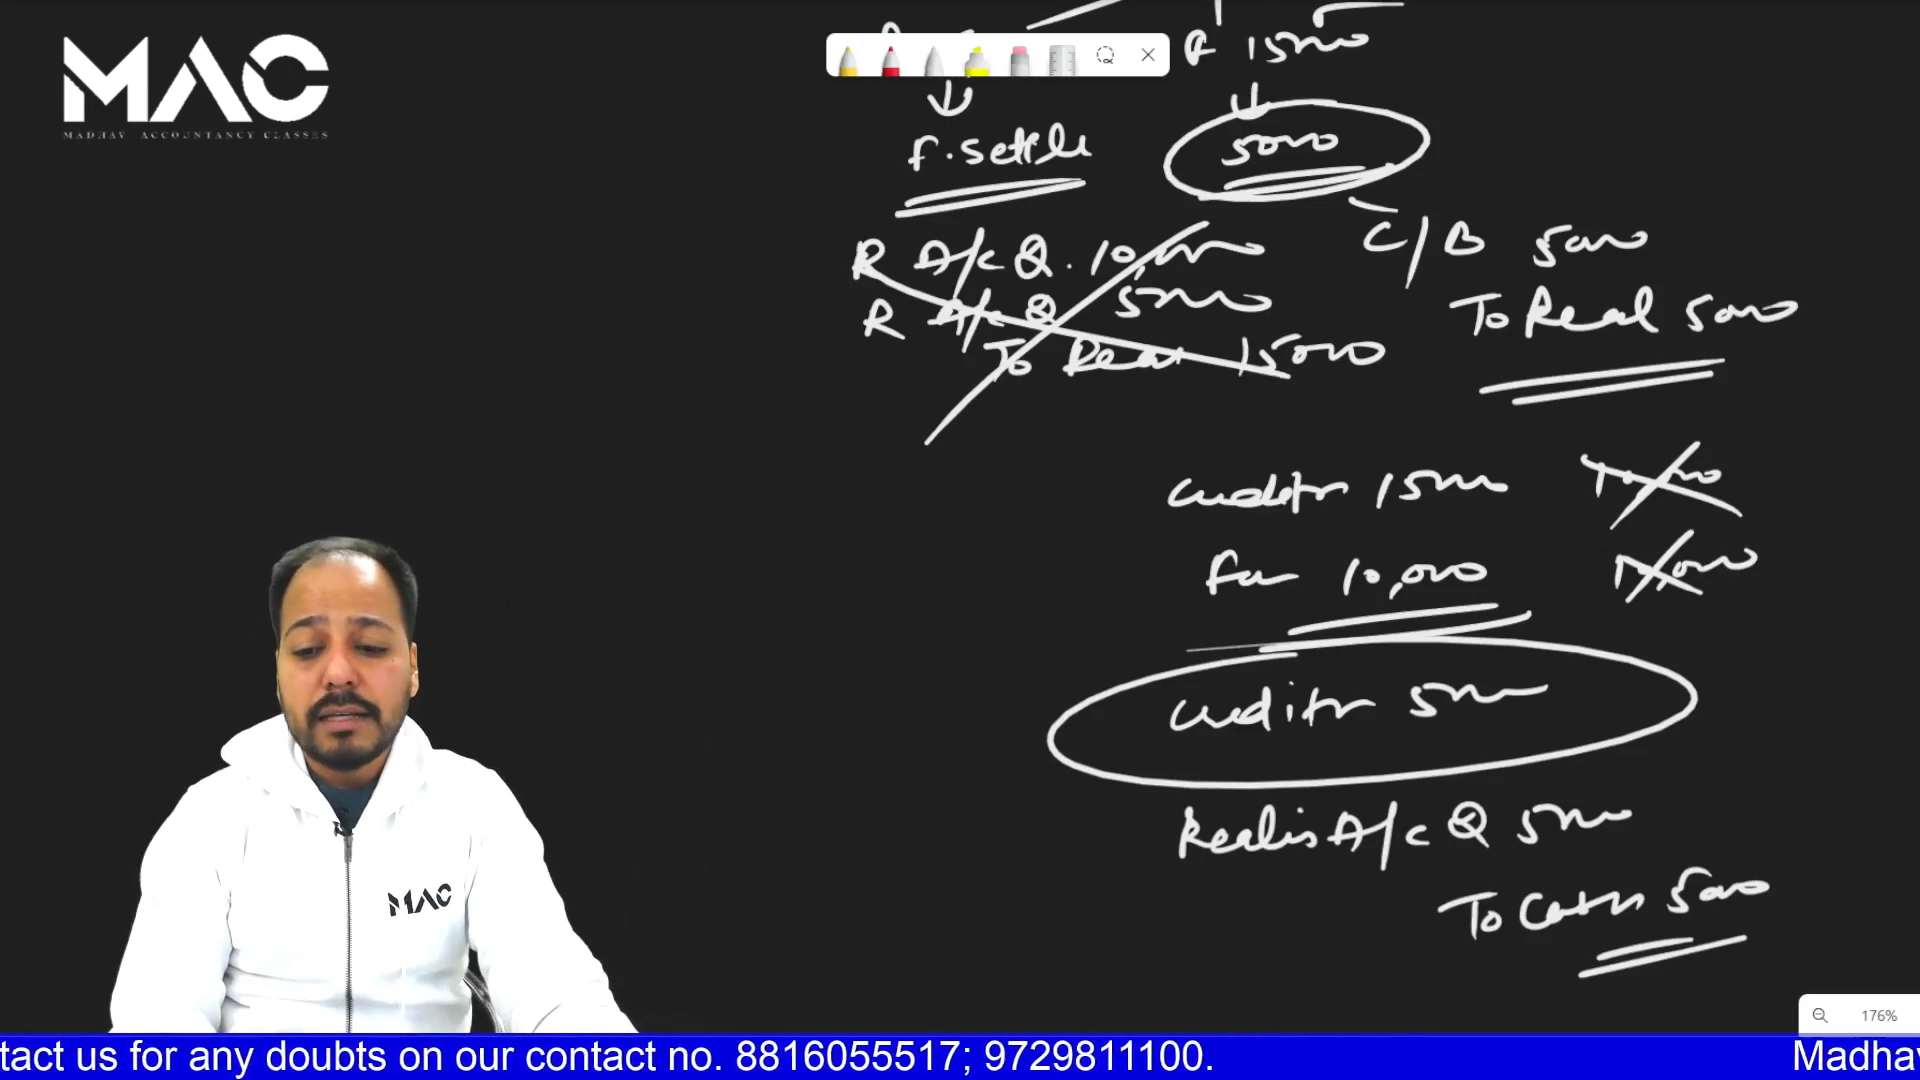 MAC
MADHAV ACCOUNTANCY CLASSES
15000
f. settle
5000
R A/c Q. 10,000
C/B 5000
R A/c Q 5000
To Real 5000
To Real 15000
creditor 15000
for 10,000
creditor 5000
Realis A/c Q 5000
To Cash 5000
MAC
176%
tact us for any doubts on our contact no. 8816055517; 9729811100.
Madhav